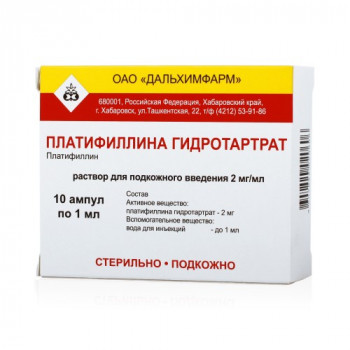 ОАО «ДАЛЬХИМФАРМ»
680001, Российская Федерация, Хабаровский край,
г. Хабаровск, ул.Ташкентская, 22, т/ф (4212) 53-91-86
ПЛАТИФИЛЛИНА ГИДРОТАРТРАТ
Платифиллин
раствор для подкожного введения 2 мг/мл
10 ампул
по 1 мл
Состав
Активное вещество:
платифиллина гидротартрат - 2 мг
Вспомогательное вещество:
вода для инъекций - до 1 мл
СТЕРИЛЬНО • ПОДКОЖНО